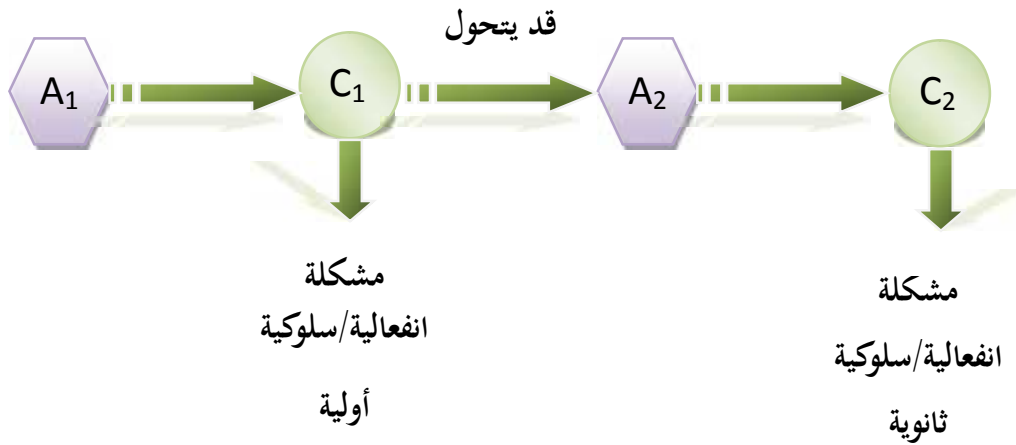 قد يتحول
A₁
C₁
A₂
C₂
مشكلة
انفعالية/سلوكية
أولية
مشكلة
انفعالية/سلوكية
ثانوية